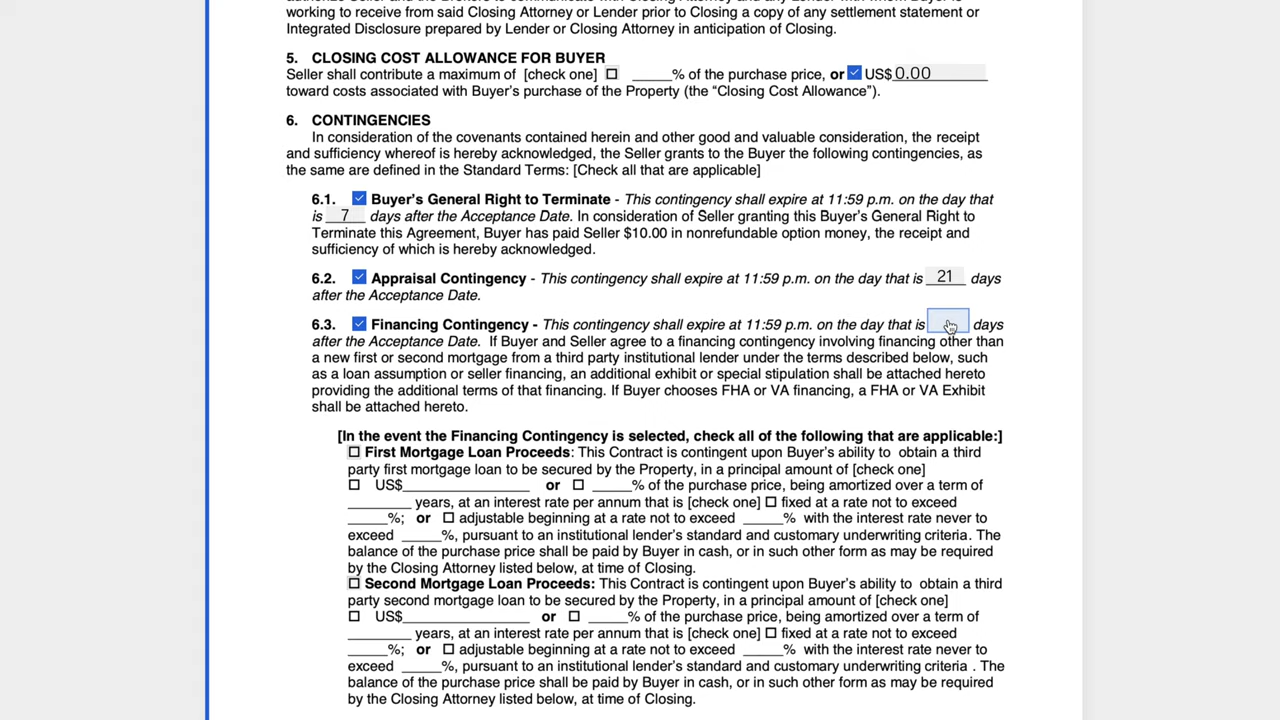 authorize Seller and the Brokers to communicate with Closing Attorney and any Lender with whom Buyer is
working to receive from said Closing Attorney or Lender prior to Closing a copy of any settlement statement or
Integrated Disclosure prepared by Lender or Closing Attorney in anticipation of Closing.
5. CLOSING COST ALLOWANCE FOR BUYER
Seller shall contribute a maximum of [check one] ☐ _____% of the purchase price, or ☑ US$0.00
toward costs associated with Buyer's purchase of the Property (the “Closing Cost Allowance”).
6. CONTINGENCIES
In consideration of the covenants contained herein and other good and valuable consideration, the receipt
and sufficiency whereof is hereby acknowledged, the Seller grants to the Buyer the following contingencies, as
the same are defined in the Standard Terms: [Check all that are applicable]
6.1. ☑ Buyer's General Right to Terminate - This contingency shall expire at 11:59 p.m. on the day that
is __7__ days after the Acceptance Date. In consideration of Seller granting this Buyer's General Right to
Terminate this Agreement, Buyer has paid Seller $10.00 in nonrefundable option money, the receipt and
sufficiency of which is hereby acknowledged.
6.2. ☑ Appraisal Contingency - This contingency shall expire at 11:59 p.m. on the day that is _21_ days
after the Acceptance Date.
6.3. ☑ Financing Contingency - This contingency shall expire at 11:59 p.m. on the day that is days
after the Acceptance Date. If Buyer and Seller agree to a financing contingency involving financing other than
a new first or second mortgage from a third party institutional lender under the terms described below, such
as a loan assumption or seller financing, an additional exhibit or special stipulation shall be attached hereto
providing the additional terms of that financing. If Buyer chooses FHA or VA financing, a FHA or VA Exhibit
shall be attached hereto.
[In the event the Financing Contingency is selected, check all of the following that are applicable:]
☐ First Mortgage Loan Proceeds: This Contract is contingent upon Buyer's ability to obtain a third
party first mortgage loan to be secured by the Property, in a principal amount of [check one]
☐ US$________________ or ☐ _____% of the purchase price, being amortized over a term of
________ years, at an interest rate per annum that is [check one] ☐ fixed at a rate not to exceed
_____%; or ☐ adjustable beginning at a rate not to exceed _____% with the interest rate never to
exceed _____%, pursuant to an institutional lender's standard and customary underwriting criteria. The
balance of the purchase price shall be paid by Buyer in cash, or in such other form as may be required
by the Closing Attorney listed below, at time of Closing.
☐ Second Mortgage Loan Proceeds: This Contract is contingent upon Buyer's ability to obtain a third
party second mortgage loan to be secured by the Property, in a principal amount of [check one]
☐ US$________________ or ☐ _____% of the purchase price, being amortized over a term of
________ years, at an interest rate per annum that is [check one] ☐ fixed at a rate not to exceed
_____%; or ☐ adjustable beginning at a rate not to exceed _____% with the interest rate never to
exceed _____%, pursuant to an institutional lender's standard and customary underwriting criteria . The
balance of the purchase price shall be paid by Buyer in cash, or in such other form as may be required
by the Closing Attorney listed below, at time of Closing.